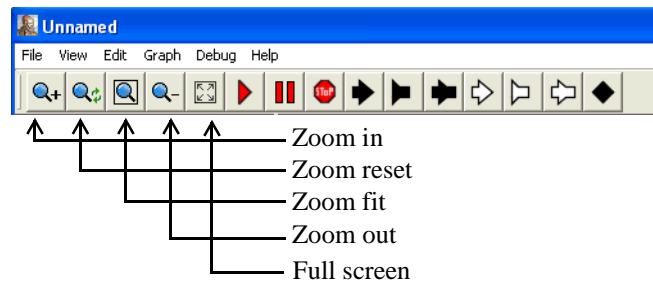 Unnamed
File View Edit Graph Debug Help
STOP
Zoom in
Zoom reset
Zoom fit
Zoom out
Full screen